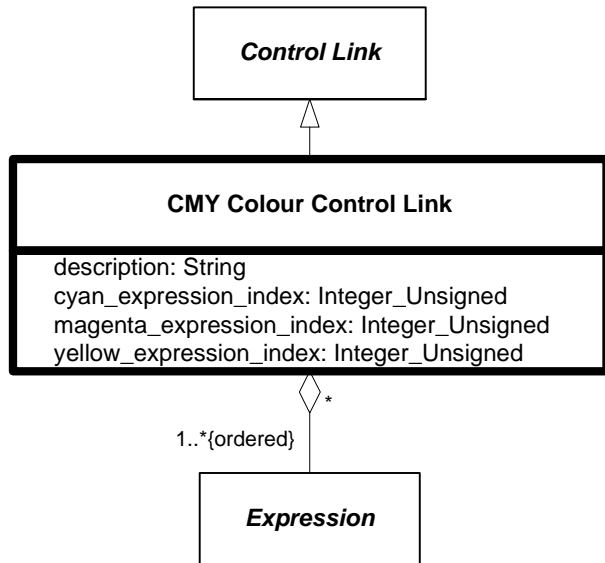 Control Link
CMY Colour Control Link
description: String
cyan_expression_index: Integer_Unsigned
magenta_expression_index: Integer_Unsigned
yellow_expression_index: Integer_Unsigned
*
1..*{ordered}
Expression